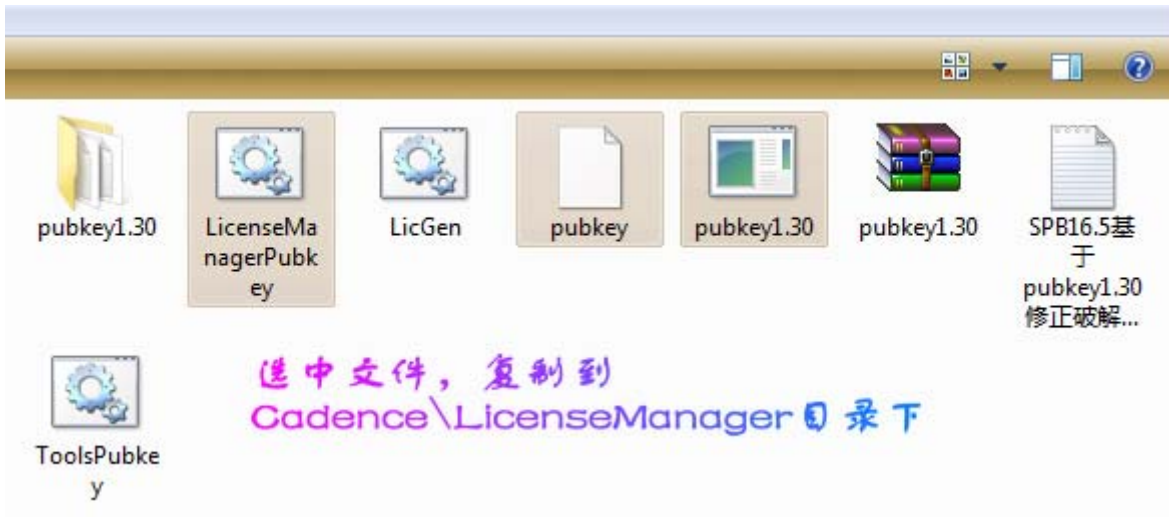 pubkey1.30
LicenseMa
nagerPubk
ey
LicGen
pubkey
pubkey1.30
pubkey1.30
SPB16.5基
于
pubkey1.30
修正破解...
ToolsPubke
y
选中文件，复制到
Cadence\LicenseManager目录下